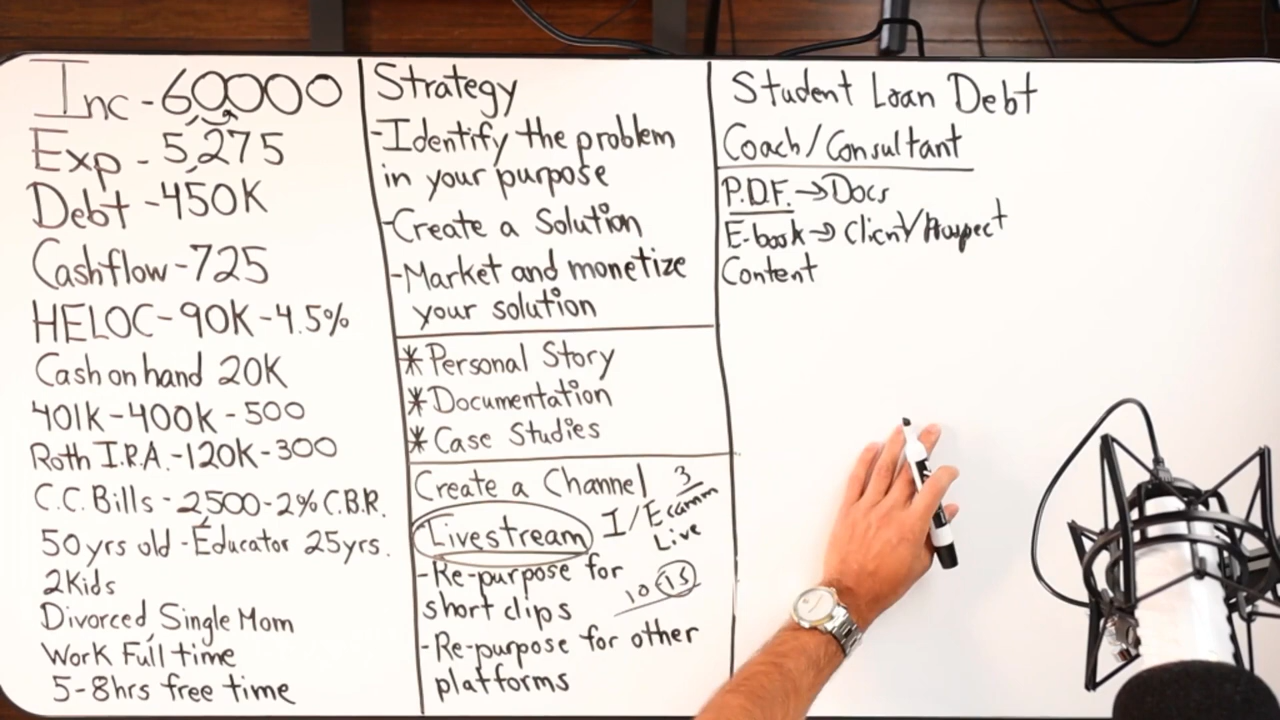 Inc - 60000
Exp - 5,275
Debt - 450K
Cashflow - 725
HELOC - 90K - 4.5%
Cash on hand 20K
401K - 400K - 500
Roth I.R.A. - 120K - 300
C.C. Bills - 2500 - 2% C.B.R.
50 yrs old - Educator 25 yrs.
2 Kids
Divorced, Single Mom
Work Full time
5-8hrs free time
Strategy
- Identify the problem
in your purpose
- Create a Solution
- Market and monetize
your solution
* Personal Story
* Documentation
* Case Studies
Create a Channel 3
Livestream I/Ecamm
Live
- Re-purpose for
short clips 10 15
- Re-purpose for other
platforms
Student Loan Debt
Coach/Consultant
P.D.F. → Docs
E-book → Client/Prospect
Content